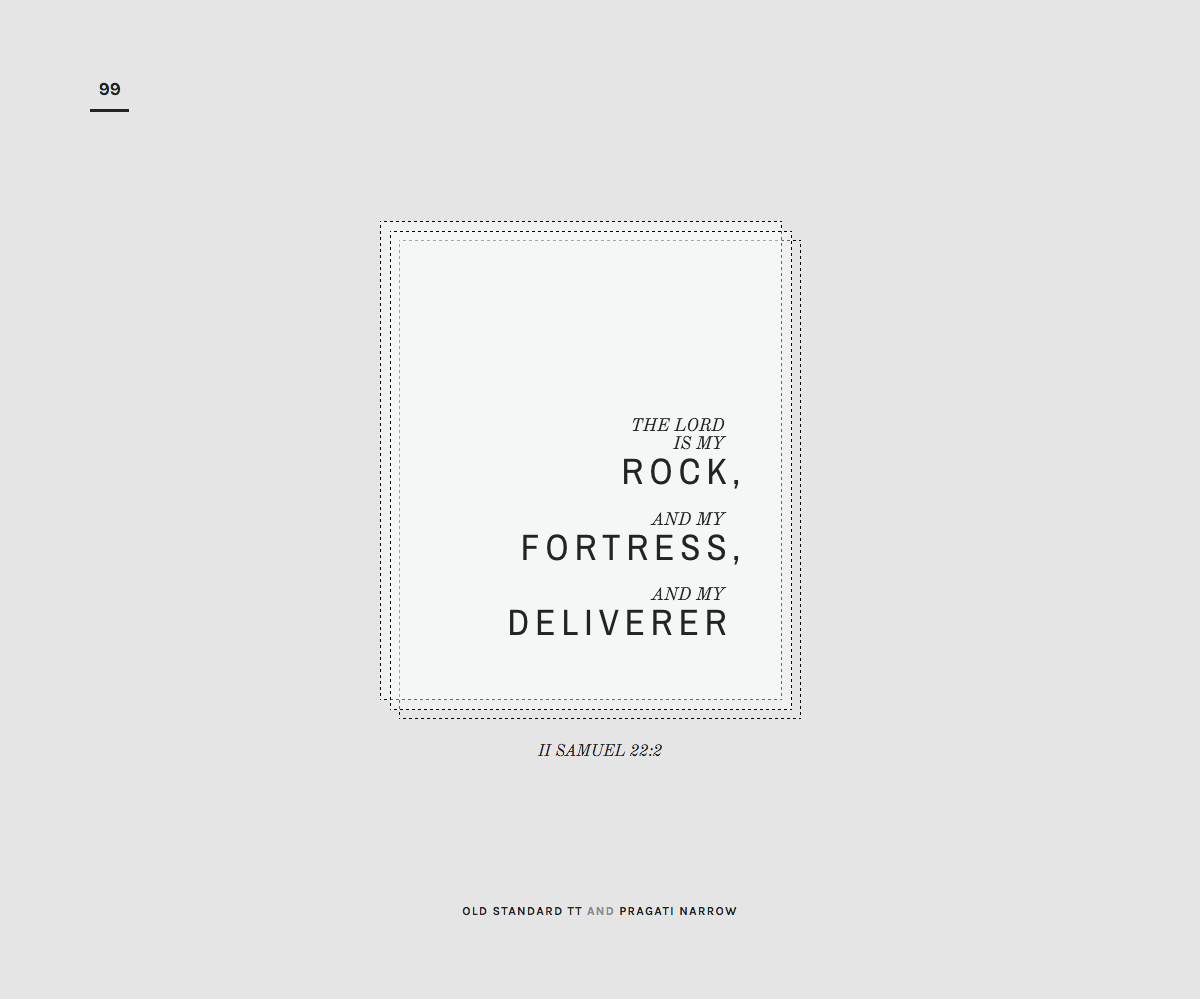 99
THE LORD
IS MY
ROCK,
AND MY
FORTRESS,
AND MY
DELIVERER
II SAMUEL 22:2
OLD STANDARD TT AND PRAGATI NARROW